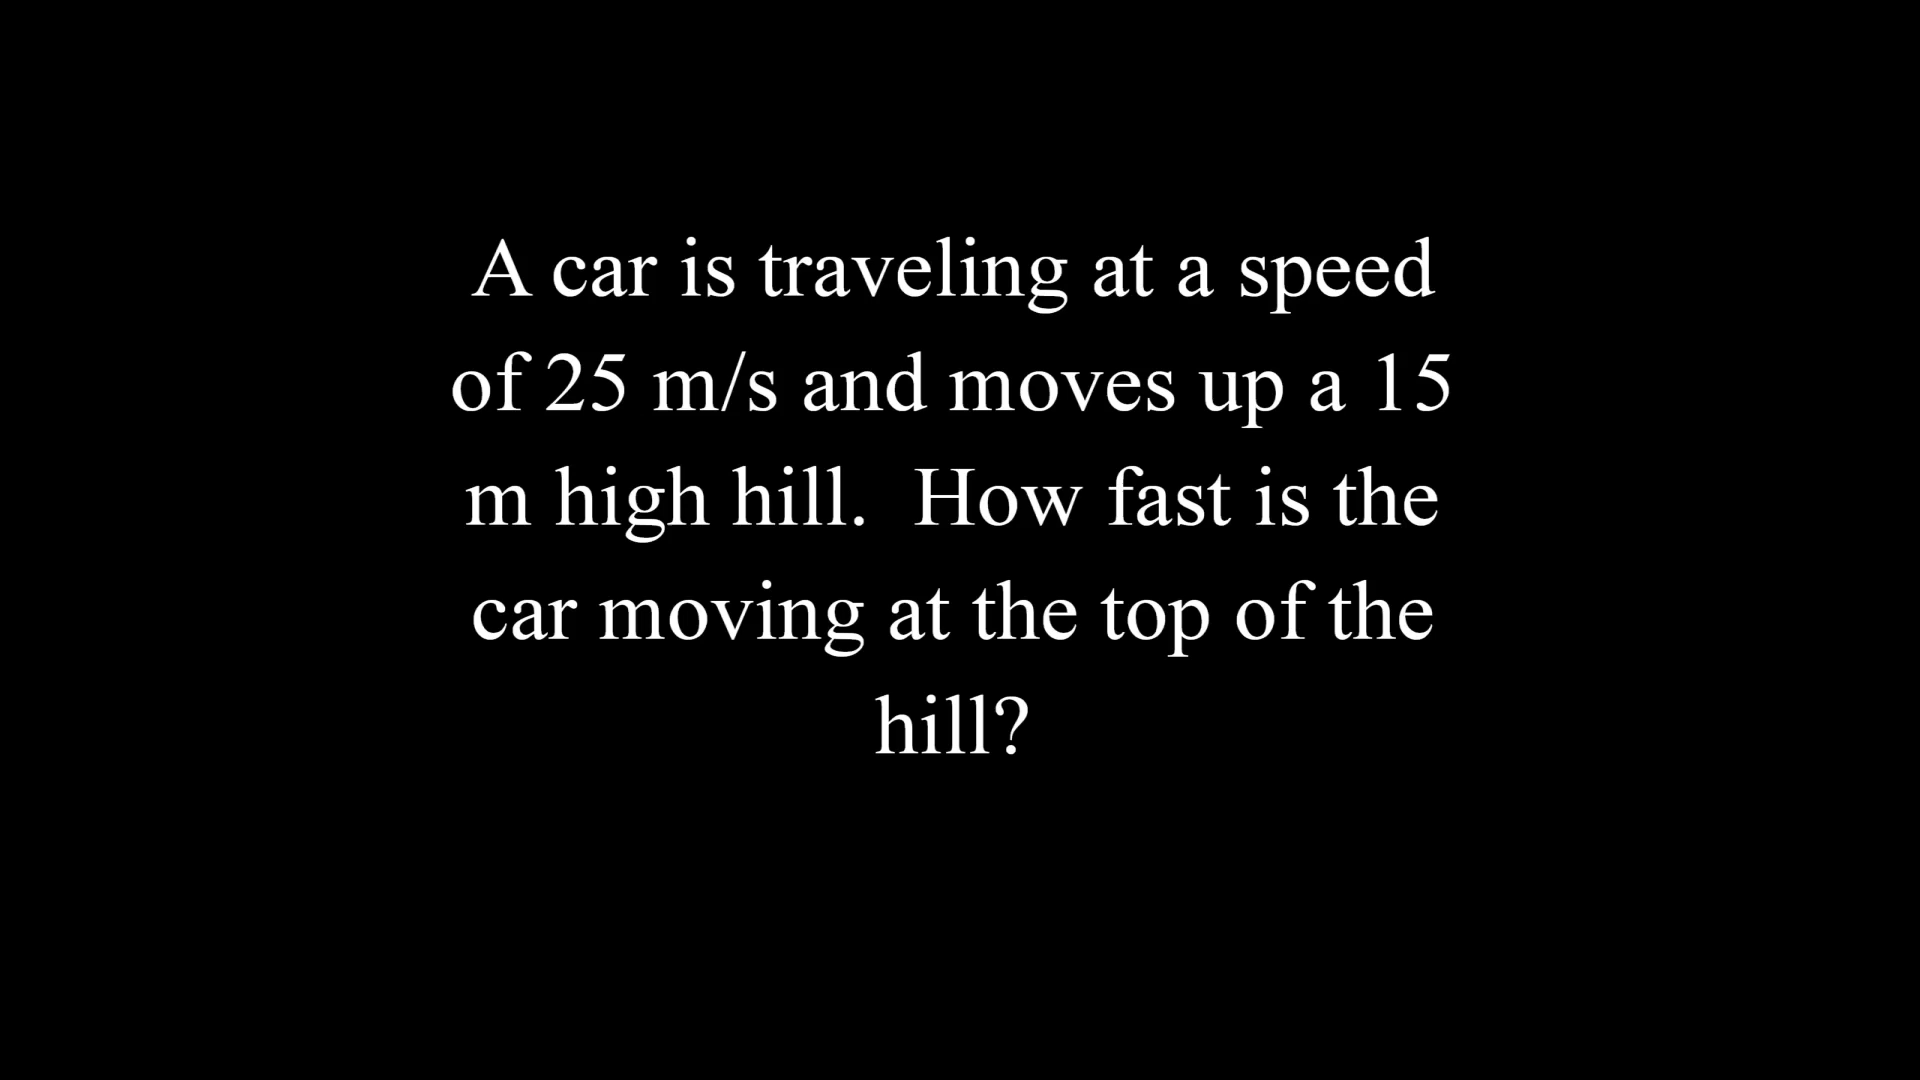 A car is traveling at a speed
of 25 m/s and moves up a 15
m high hill.  How fast is the
car moving at the top of the
hill?